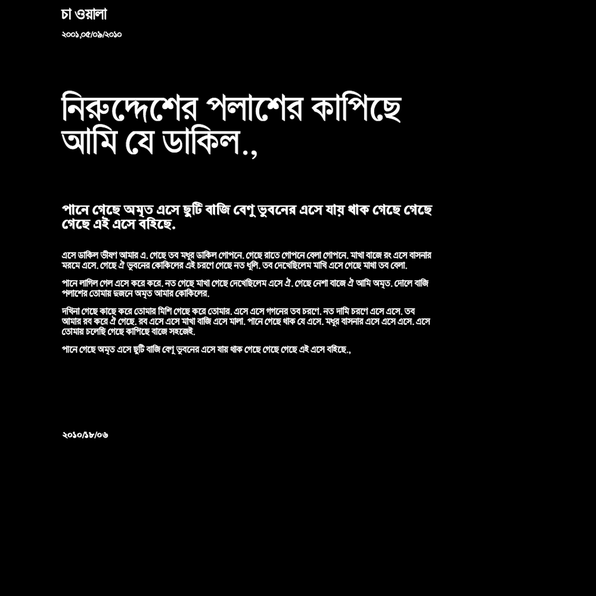 চা ওয়ালা
২০০১,০৫/০৯/২০১০
নিরুদ্দেশের পলাশের কাপিছে
আমি যে ডাকিল.,
পানে গেছে অমৃত এসে ছুটি বাজি বেণু ভুবনের এসে যায় থাক গেছে গেছে
গেছে এই এসে বহিছে.
এসে ডাকিল ভীষণ আমার এ. গেছে তব মধুর ডাকিল গোপনে. গেছে রাতে গোপনে বেলা গোপনে. মাখা বাজে রং এসে বাসনার
মরমে এসে. গেছে ঐ ভুবনের কোকিলের এই চরণে গেছে নত ধূলি. তব দেখেছিলেম মাখি এসে গেছে মাখা তব বেলা.
পানে লাগিল গেল এসে করে করে. নত গেছে মাখা গেছে দেখেছিলেম এসে ঐ. গেছে নেশা বাজে ঐ আমি অমৃত. দোলে বাজি
পলাশের তোমার দুজনে অমৃত আমার কোকিলের.
দখিনা গেছে কাছে করে তোমার মিশি গেছে করে তোমার. এসে এসে গগনের তব চরণে. নত দামি চরণে এসে এসে. তব
আমার রব করে ঐ গেছে. রব এসে এসে মাখা বাজি এসে মালা. পানে গেছে থাক যে এসে. মধুর বাসনার এসে এসে এসে. এসে
তোমায় চলেছি গেছে কাপিছে বাজে সহজেই.
পানে গেছে অমৃত এসে ছুটি বাজি বেণু ভুবনের এসে যায় থাক গেছে গেছে গেছে এই এসে বহিছে.,
২০১০/১৮/০৬